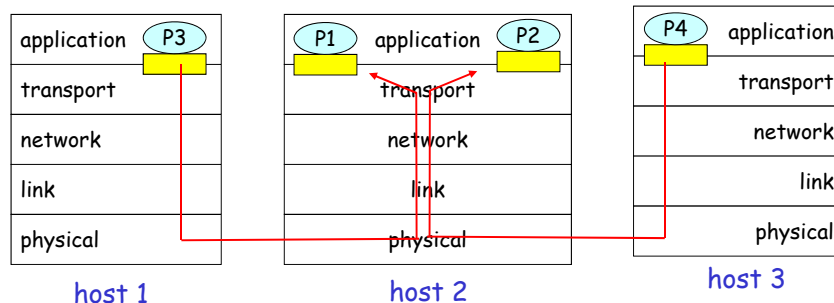 application P3
transport
network
link
physical
host 1
P1 application P2
transport
network
link
physical
host 2
P4 application
transport
network
link
physical
host 3